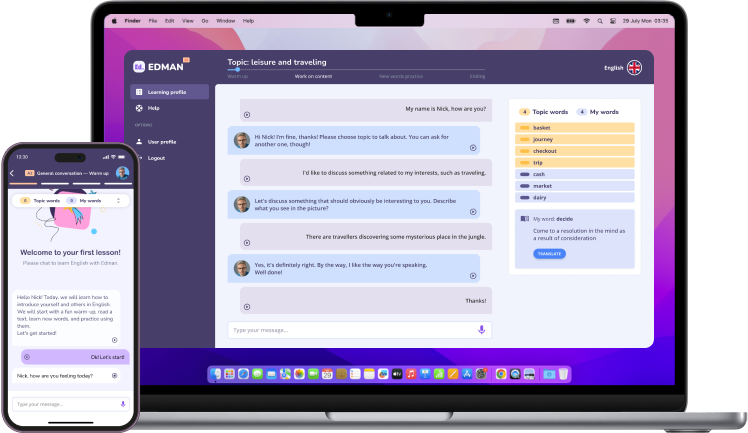 Finder File Edit View Go Window Help
29 July Mon 03:35
Ed. EDMAN
Learning profile
Help
OPTIONS
User profile
Logout
Topic: leisure and traveling
Warm up Work on content New words practice Ending
English
My name is Nick, how are you?
Hi Nick! I'm fine, thanks! Please choose topic to talk about. You can ask for
another one, though!
I'd like to discuss something related to my interests, such as traveling.
Let's discuss something that should obviously be interesting to you. Describe
what you see in the picture?
There are travellers discovering some mysterious place in the jungle.
Yes, it's definitely right. By the way, I like the way you're speaking,
Well done!
Thanks!
Type your message...
4 Topic words 4 My words
basket
journey
checkout
trip
cash
market
dairy
My word: decide
Come to a resolution in the mind as
a result of consideration
TRANSLATE
12:30
A2 General conversation — Warm up
6 Topic words 0 My words
Welcome to your first lesson!
Please chat to learn English with Edman.
Hello Nick! Today, we will learn how to
introduce yourself and others in English.
We will start with a fun warm-up, read a
text, learn new words, and practice using
them.
Let's get started!
Ok! Let's start!
Nick, how are you feeling today?
Type your message...